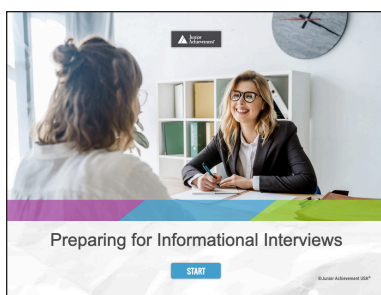 Junior
Achievement®
Preparing for Informational Interviews
START
©Junior Achievement USA®